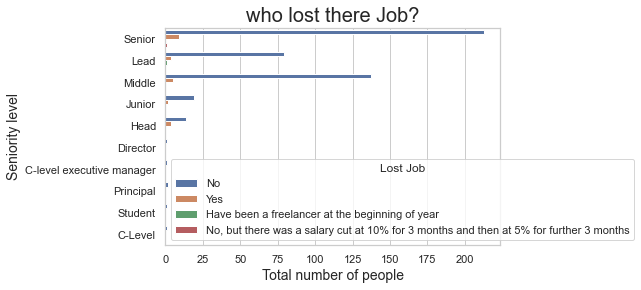 who lost there Job?
Seniority level
Senior
Lead
Middle
Junior
Head
Director
C-level executive manager
Principal
Student
C-Level
Lost Job
No
Yes
Have been a freelancer at the beginning of year
No, but there was a salary cut at 10% for 3 months and then at 5% for further 3 months
0 25 50 75 100 125 150 175 200
Total number of people